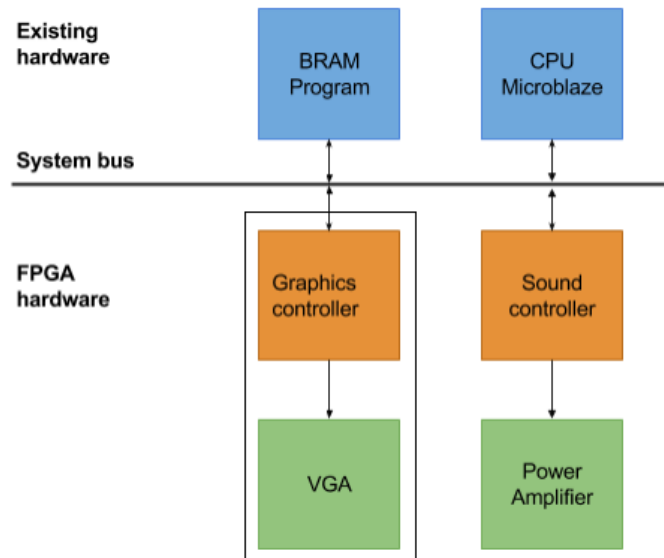 Existing
hardware
BRAM
Program
CPU
Microblaze
System bus
FPGA
hardware
Graphics
controller
Sound
controller
VGA
Power
Amplifier